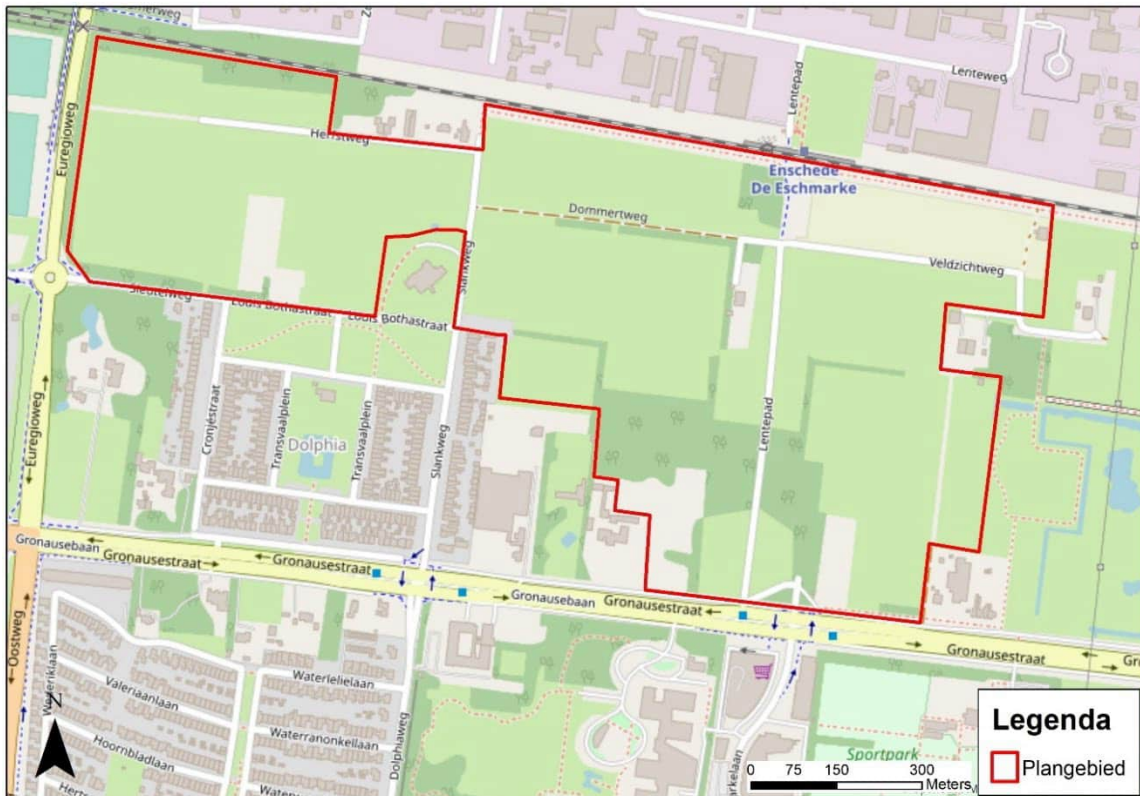 Lenteweg
Lentepad
Euregioweg
Herfstweg
Enschede
De Eschmarke
Dommertweg
Slankweg
Veldzichtweg
Sleutelweg
Louis Bothastraat
Louis Bothastraat
Lentepad
Cronjéstraat
Transvaalplein
Transvaalplein
Dolphia
Slankweg
Euregioweg
Gronausebaan
Gronausestraat
Gronausestraat
Gronausebaan
Gronausestraat
Gronausestraat
Oostweg
Waterlelielaan
Valeriaanlaan
Waterranonkellaan
Hoornbladlaan
Dolphiaweg
Sportpark
N
Legenda
Plangebied
0 75 150 300
Meters